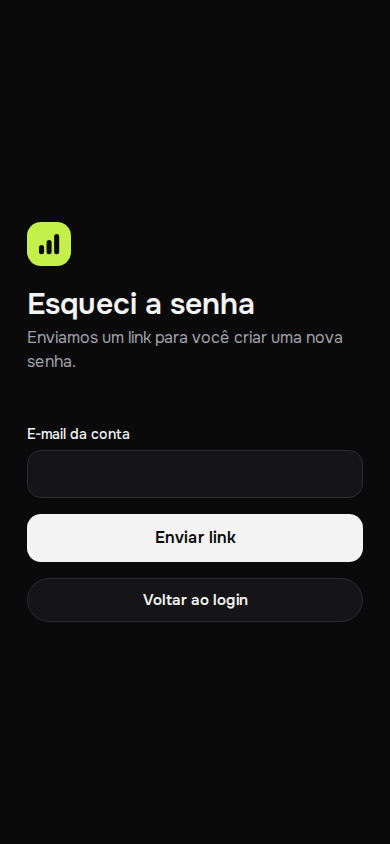 Esqueci a senha
Enviamos um link para você criar uma nova
senha.
E-mail da conta
Enviar link
Voltar ao login